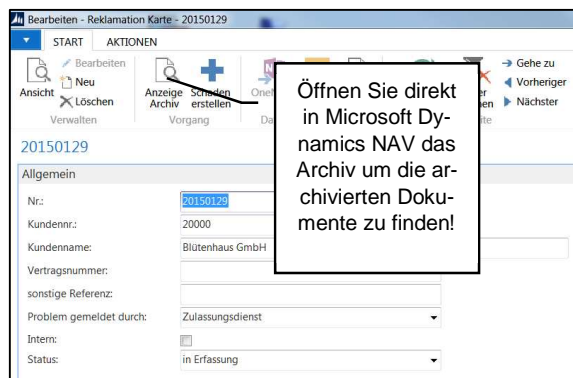 Bearbeiten - Reklamation Karte - 20150129
START AKTIONEN
Ansicht
Bearbeiten
Neu
Löschen
Verwalten
Anzeige Archiv
Schaden erstellen
Vorgang
Gehe zu
Vorheriger
Nächster
Öffnen Sie direkt
in Microsoft Dy-
namics NAV das
Archiv um die ar-
chivierten Doku-
mente zu finden!
20150129
Allgemein
Nr.: 20150129
Kundennr.: 20000
Kundenname: Blütenhaus GmbH
Vertragsnummer:
sonstige Referenz:
Problem gemeldet durch: Zulassungsdienst
Intern:
Status: in Erfassung